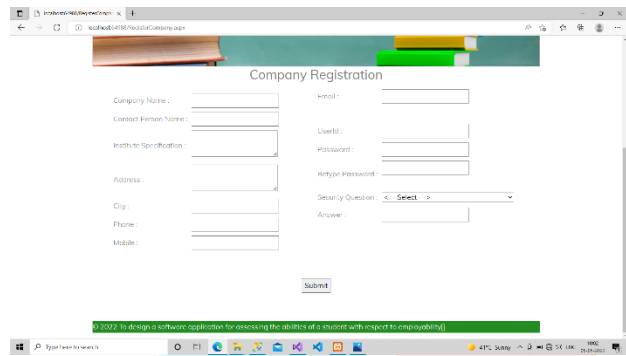 localhost:64988/RegisterCompany.aspx
Company Registration
Company Name :
Contact Person Name :
Institute Specification :
Address :
City :
Phone :
Mobile :
Email :
UserId :
Password :
Retype Password :
Security Question : < Select >
Answer :
Submit
© 2022 To design a software application for assessing the abilities of a student with respect to employability[]
Type here to search
41°C Sunny